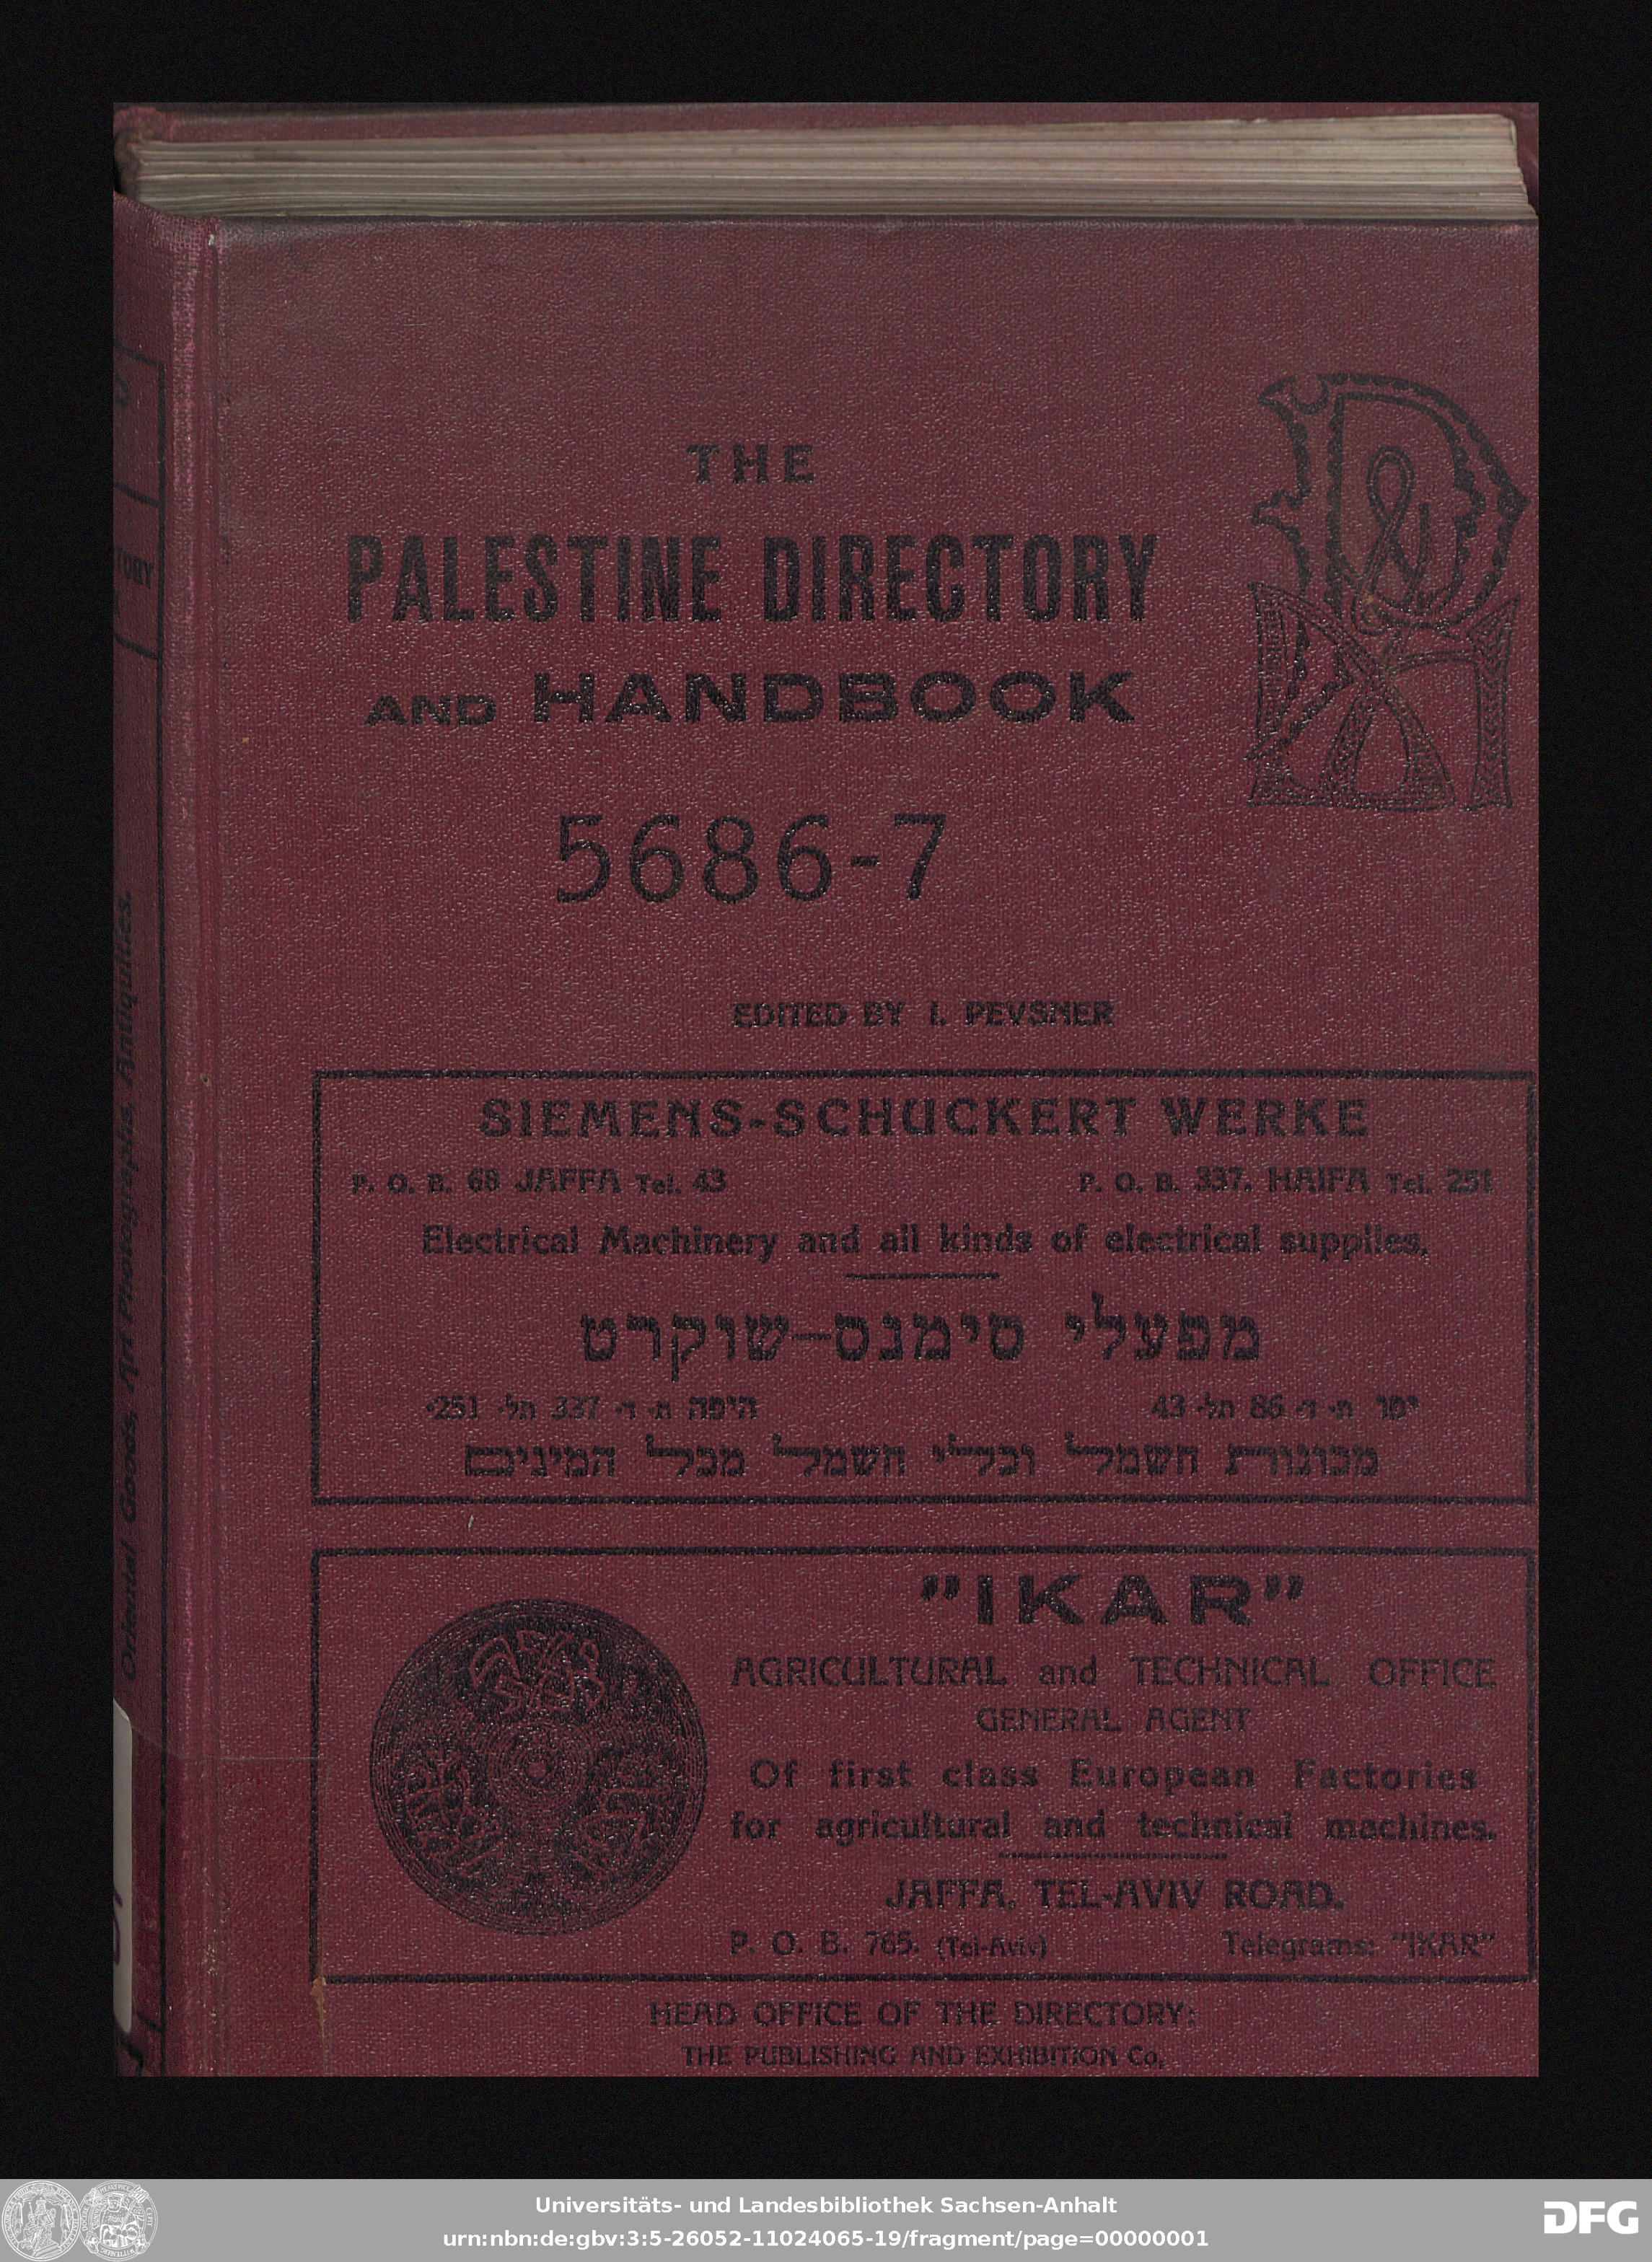 THE
PALESTINE DIRECTORY
AND HANDBOOK
5686-7
EDITED BY I. PEVSNER
SIEMENS-SCHUCKERT WERKE
P. O. B. 68 JAFFA Tel. 43 P. O. B. 337. HAIFA Tel. 251
Electrical Machinery and all kinds of electrical supplies.
מפעלי סימנס–שוקרט
יפו ת. ד. 86 תל. 43 חיפה ת. ד. 337 תל. 251.
מכונות חשמל וכלי חשמל מכל המינים
"IKAR"
AGRICULTURAL and TECHNICAL OFFICE
GENERAL AGENT
Of first class European Factories
for agricultural and technical machines.
JAFFA, TEL-AVIV ROAD.
P. O. B. 765. (Tel-Aviv) Telegrams: "IKAR"
HEAD OFFICE OF THE DIRECTORY:
THE PUBLISHING AND EXHIBITION Co.
TORY
Oriental Goods, Art Photographs, Antiquities.
Universitäts- und Landesbibliothek Sachsen-Anhalt
urn:nbn:de:gbv:3:5-26052-11024065-19/fragment/page=00000001
DFG